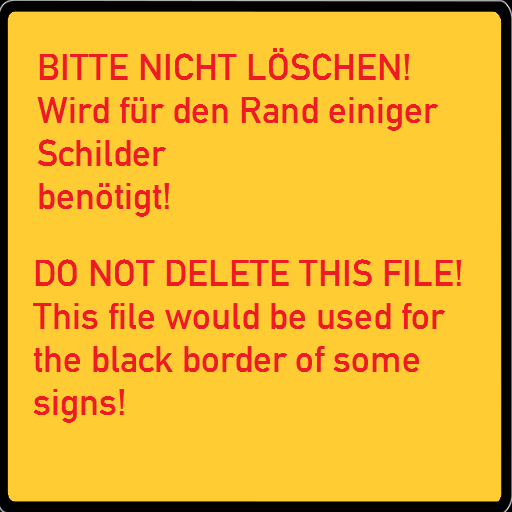 BITTE NICHT LÖSCHEN!
Wird für den Rand einiger
Schilder
benötigt!
DO NOT DELETE THIS FILE!
This file would be used for
the black border of some
signs!